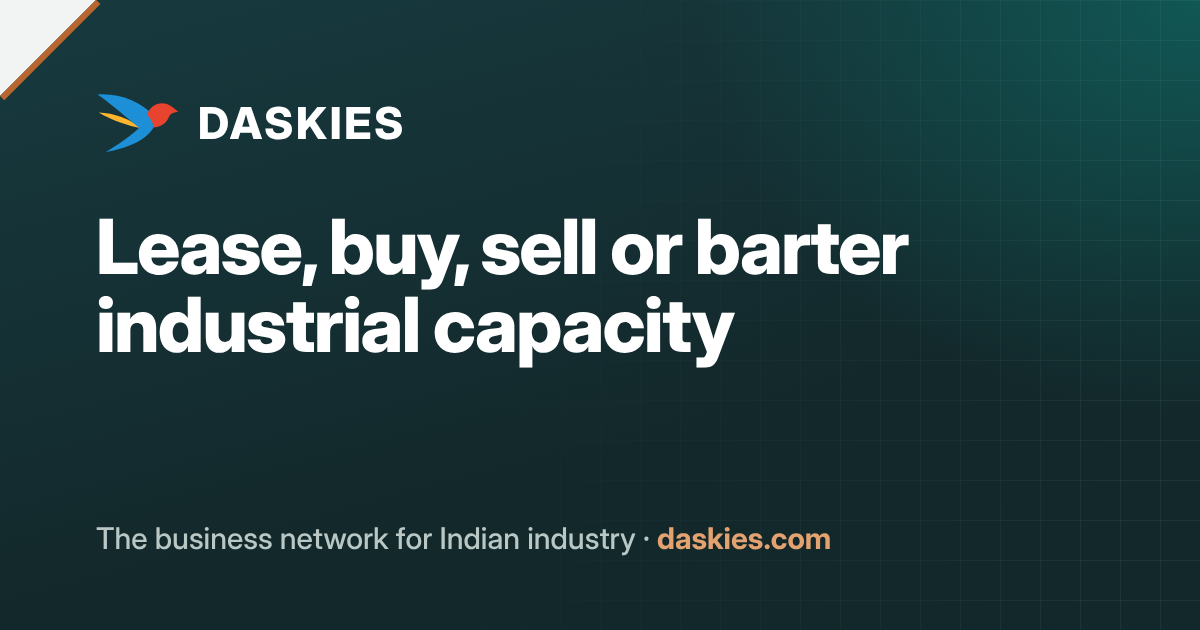 DASKIES
Lease, buy, sell or barter
industrial capacity
The business network for Indian industry · daskies.com